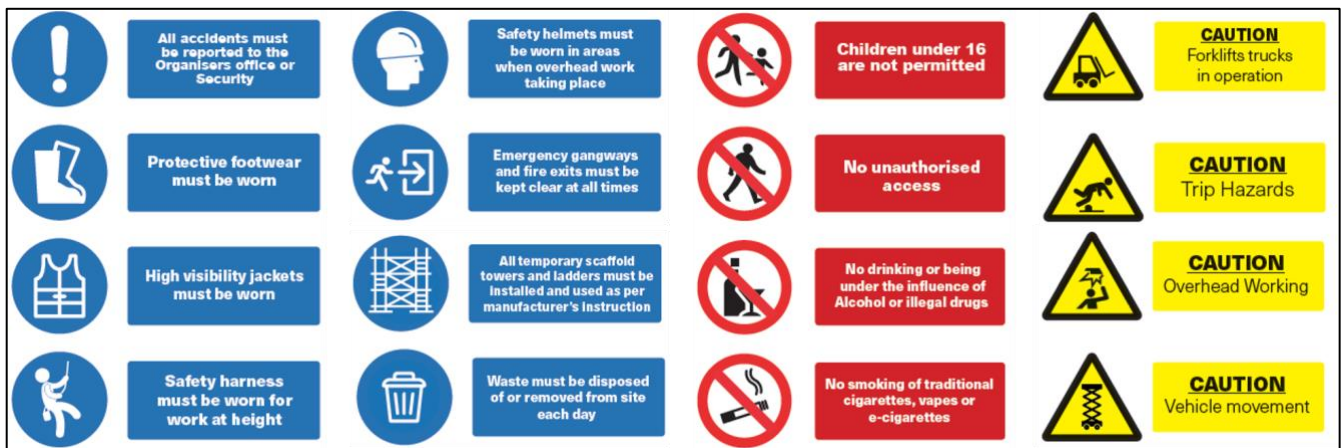 All accidents must
be reported to the
Organisers office or
Security
Safety helmets must
be worn in areas
when overhead work
taking place
Children under 16
are not permitted
CAUTION
Forklifts trucks
in operation
Protective footwear
must be worn
Emergency gangways
and fire exits must be
kept clear at all times
No unauthorised
access
CAUTION
Trip Hazards
High visibility jackets
must be worn
All temporary scaffold
towers and ladders must be
installed and used as per
manufacturer's instruction
No drinking or being
under the influence of
Alcohol or illegal drugs
CAUTION
Overhead Working
Safety harness
must be worn for
work at height
Waste must be disposed
of or removed from site
each day
No smoking of traditional
cigarettes, vapes or
e-cigarettes
CAUTION
Vehicle movement